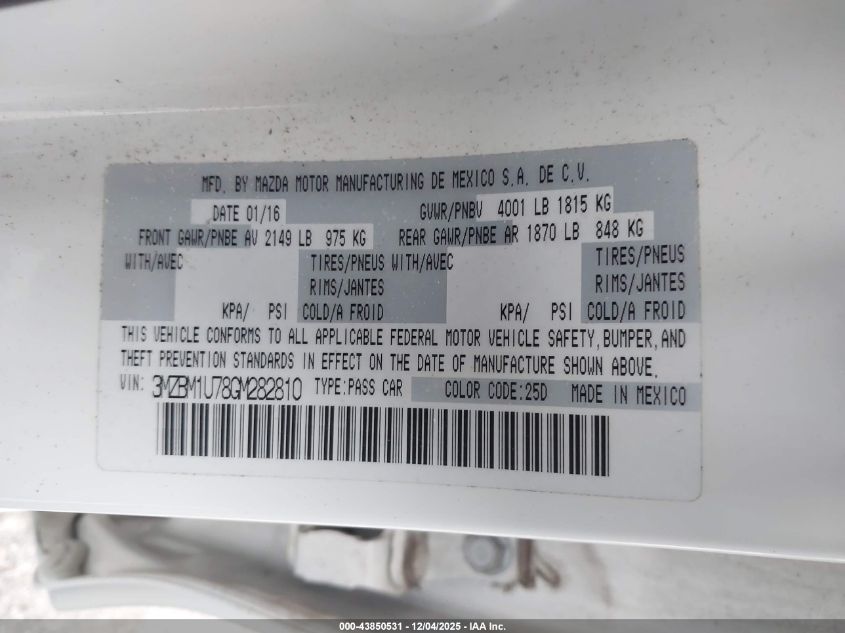 MFD. BY MAZDA MOTOR MANUFACTURING DE MEXICO S.A. DE C.V.
DATE 01/16 GVWR/PNBV 4001 LB 1815 KG
FRONT GAWR/PNBE AV 2149 LB 975 KG REAR GAWR/PNBE AR 1870 LB 848 KG
WITH/AVEC TIRES/PNEUS WITH/AVEC TIRES/PNEUS
RIMS/JANTES RIMS/JANTES
KPA/ PSI COLD/A FROID KPA/ PSI COLD/A FROID
THIS VEHICLE CONFORMS TO ALL APPLICABLE FEDERAL MOTOR VEHICLE SAFETY, BUMPER, AND
THEFT PREVENTION STANDARDS IN EFFECT ON THE DATE OF MANUFACTURE SHOWN ABOVE.
VIN: 3MZBM1U78GM282810 TYPE:PASS CAR COLOR CODE:25D MADE IN MEXICO
000-43850531 - 12/04/2025 - IAA Inc.